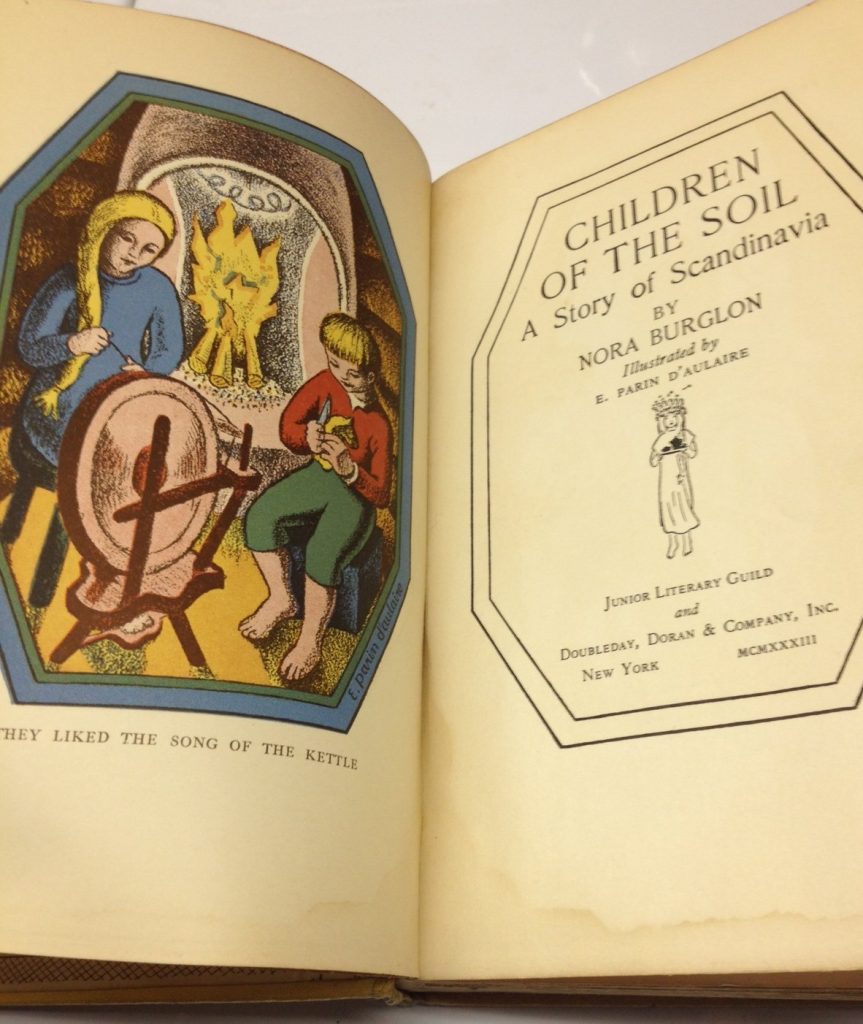 E. Parin d'aulaire
THEY LIKED THE SONG OF THE KETTLE
CHILDREN
OF THE SOIL
A Story of Scandinavia
BY
NORA BURGLON
Illustrated by
E. PARIN D'AULAIRE
JUNIOR LITERARY GUILD
and
DOUBLEDAY, DORAN & COMPANY, INC.
NEW YORK MCMXXXIII